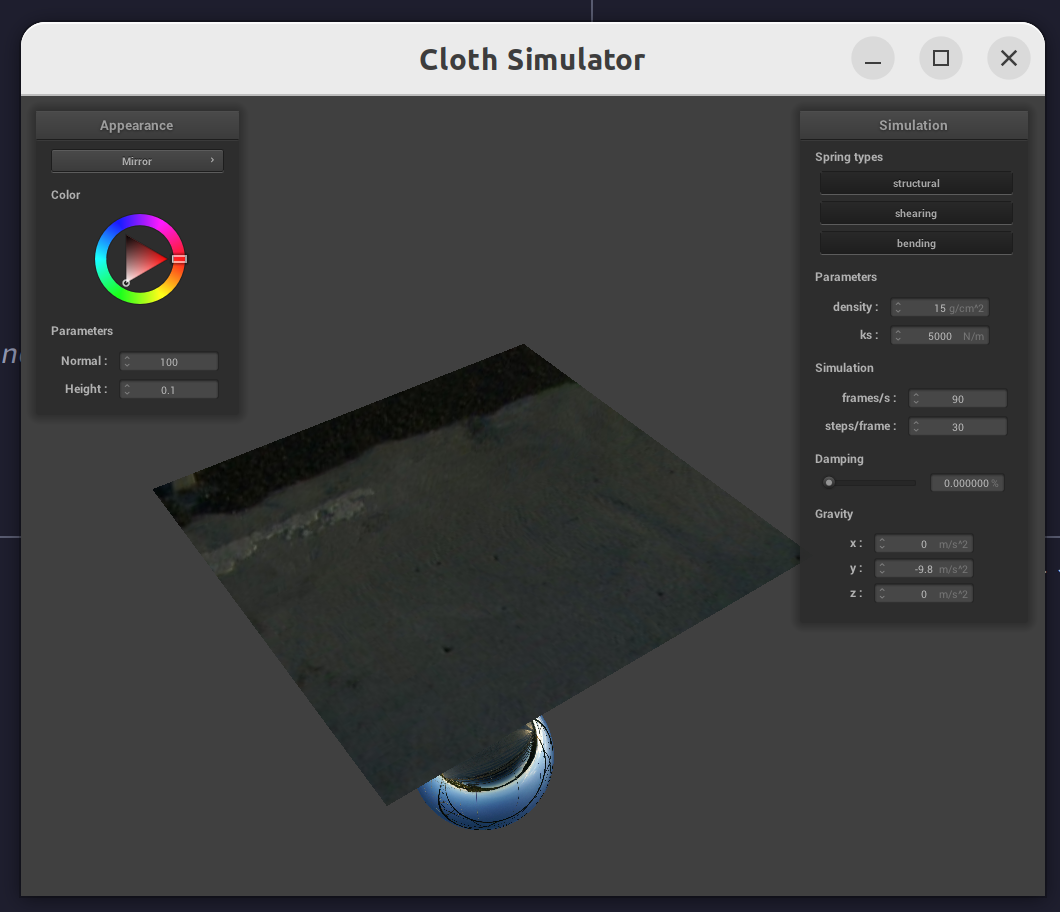 Cloth Simulator
Appearance
Mirror
Color
Parameters
Normal : 100
Height : 0.1
Simulation
Spring types
structural
shearing
bending
Parameters
density : 15 g/cm^2
ks : 5000 N/m
Simulation
frames/s : 90
steps/frame : 30
Damping
0.000000 %
Gravity
x : 0 m/s^2
y : -9.8 m/s^2
z : 0 m/s^2